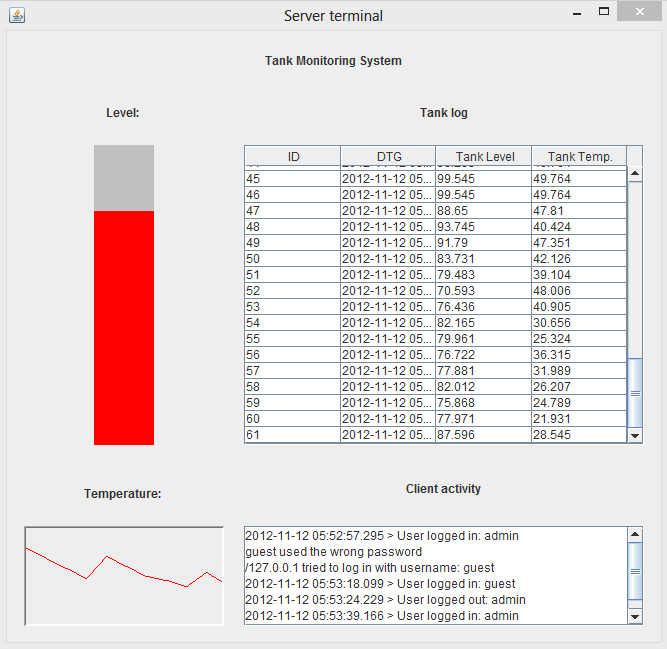 Server terminal
Tank Monitoring System
Level:
Tank log
ID DTG Tank Level Tank Temp.
45 2012-11-12 05... 99.545 49.764
46 2012-11-12 05... 99.545 49.764
47 2012-11-12 05... 88.65 47.81
48 2012-11-12 05... 93.745 40.424
49 2012-11-12 05... 91.79 47.351
50 2012-11-12 05... 83.731 42.126
51 2012-11-12 05... 79.483 39.104
52 2012-11-12 05... 70.593 48.006
53 2012-11-12 05... 76.436 40.905
54 2012-11-12 05... 82.165 30.656
55 2012-11-12 05... 79.961 25.324
56 2012-11-12 05... 76.722 36.315
57 2012-11-12 05... 77.881 31.989
58 2012-11-12 05... 82.012 26.207
59 2012-11-12 05... 75.868 24.789
60 2012-11-12 05... 77.971 21.931
61 2012-11-12 05... 87.596 28.545
Temperature:
Client activity
2012-11-12 05:52:57.295 > User logged in: admin
guest used the wrong password
/127.0.0.1 tried to log in with username: guest
2012-11-12 05:53:18.099 > User logged in: guest
2012-11-12 05:53:24.229 > User logged out: admin
2012-11-12 05:53:39.166 > User logged in: admin